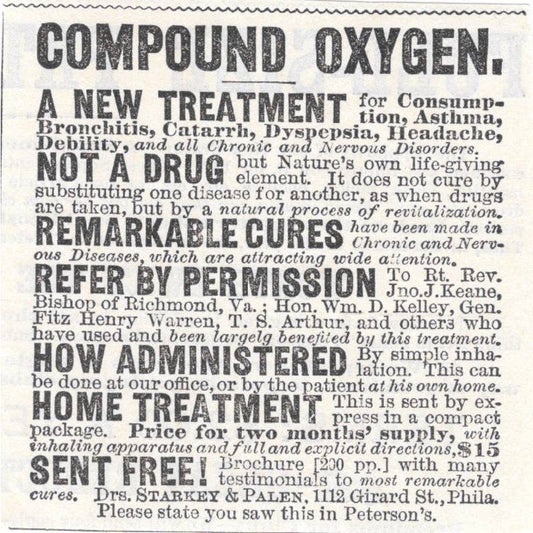 COMPOUND OXYGEN.
A NEW TREATMENT for Consump-
tion, Asthma,
Bronchitis, Catarrh, Dyspepsia, Headache,
Debility, and all Chronic and Nervous Disorders.
NOT A DRUG but Nature's own life-giving
element. It does not cure by
substituting one disease for another, as when drugs
are taken, but by a natural process of revitalization.
REMARKABLE CURES have been made in
Chronic and Nerv-
ous Diseases, which are attracting wide attention.
REFER BY PERMISSION To Rt. Rev.
Jno. J. Keane,
Bishop of Richmond, Va.; Hon. Wm. D. Kelley, Gen.
Fitz Henry Warren, T. S. Arthur, and others who
have used and been largelg benefited by this treatment.
HOW ADMINISTERED By simple inha-
lation. This can
be done at our office, or by the patient at his own home.
HOME TREATMENT This is sent by ex-
press in a compact
package. Price for two months' supply, with
inhaling apparatus and full and explicit directions, $15
SENT FREE! Brochure [200 pp.] with many
testimonials to most remarkable
cures. Drs. STARKEY & PALEN, 1112 Girard St., Phila.
Please state you saw this in Peterson's.